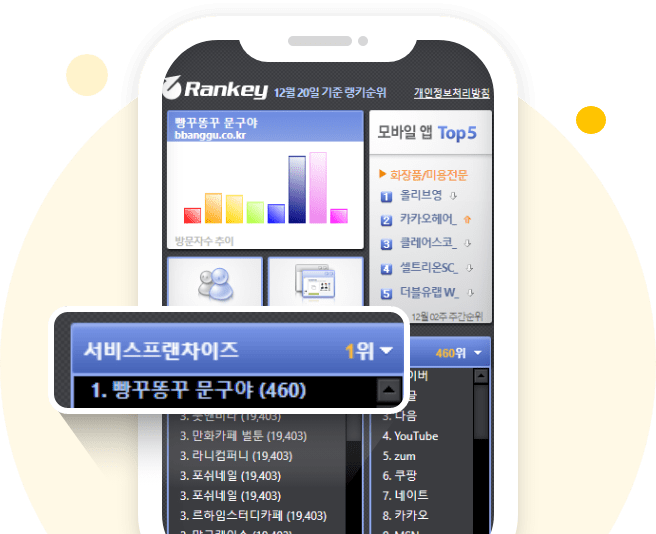 Rankey 12월 20일 기준 랭키순위 개인정보처리방침
빵꾸똥꾸 문구야
bbanggu.co.kr
방문자수 추이
모바일 앱 Top5
화장품/미용전문
1 올리브영
2 카카오헤어_
3 클레어스코_
4 셀트리온SC_
5 더블유랩 W_
12월 02주 주간순위
서비스프랜차이즈 1위
1. 빵꾸똥꾸 문구야 (460)
3. 만화카페 벌툰 (19,403)
3. 라니컴퍼니 (19,403)
3. 포쉬네일 (19,403)
3. 포쉬네일 (19,403)
3. 르하임스터디카페 (19,403)
460위
이버
글
3. 다음
4. YouTube
5. zum
6. 쿠팡
7. 네이트
8. 카카오